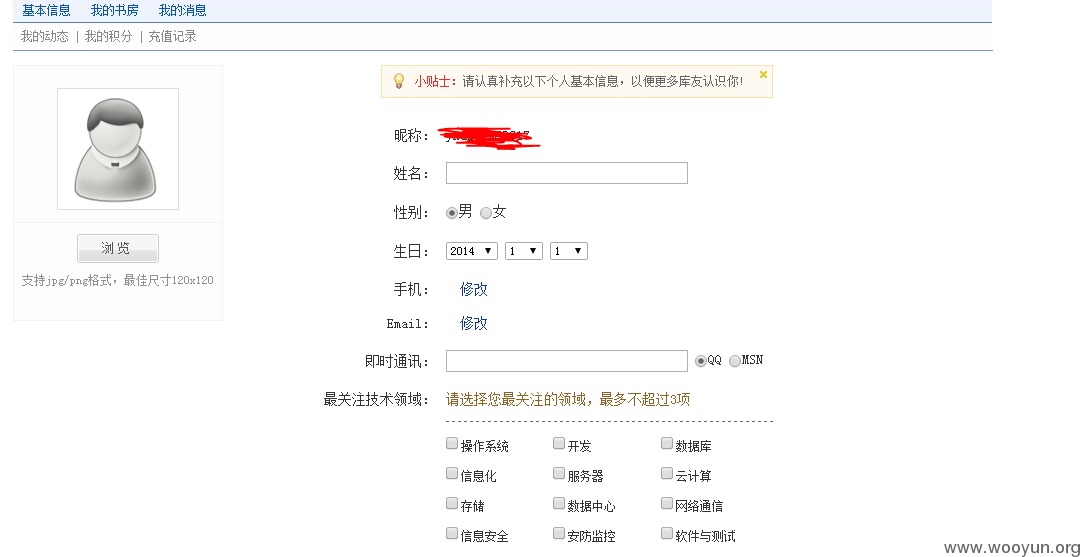 基本信息 我的书房 我的消息
我的动态 | 我的积分 | 充值记录
小贴士：请认真补充以下个人基本信息，以便更多库友认识你!
昵称：
姓名：
性别： 男 女
生日： 2014 1 1
浏览
支持jpg/png格式，最佳尺寸120x120
手机： 修改
Email： 修改
即时通讯： QQ MSN
最关注技术领域： 请选择您最关注的领域，最多不超过3项
操作系统 开发 数据库
信息化 服务器 云计算
存储 数据中心 网络通信
信息安全 安防监控 软件与测试
www.wooyun.org